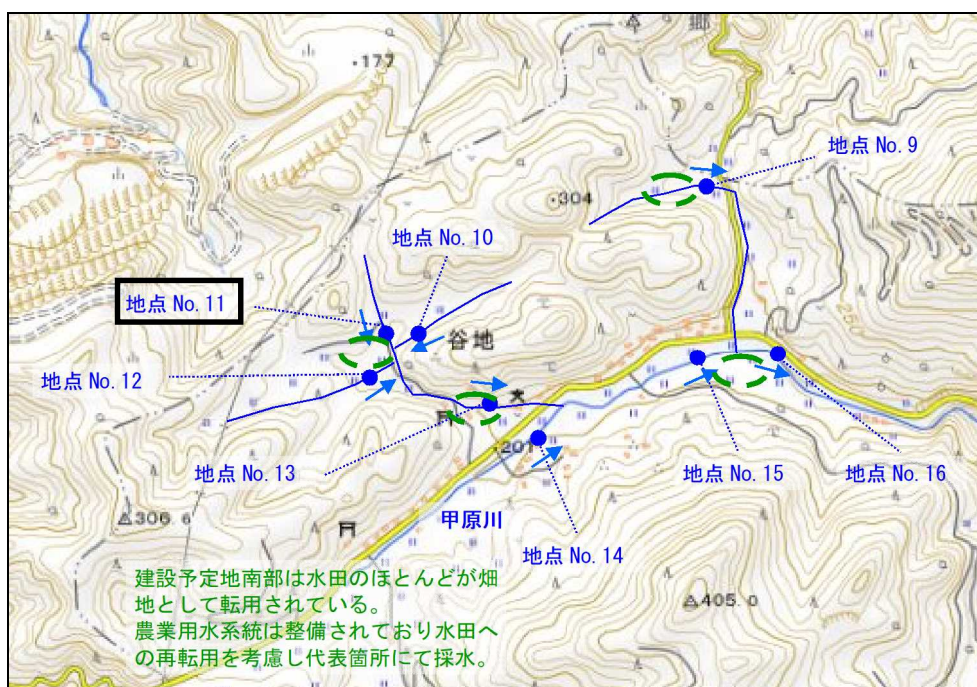 本郷
・177
地点 No. 9
・304
地点 No. 10
地点 No. 11
谷地
地点 No. 12
文
・201
地点 No. 13
地点 No. 15
地点 No. 16
甲原川
地点 No. 14
△306. 6
△405. 0
建設予定地南部は水田のほとんどが畑
地として転用されている。
農業用水系統は整備されており水田へ
の再転用を考慮し代表箇所にて採水。